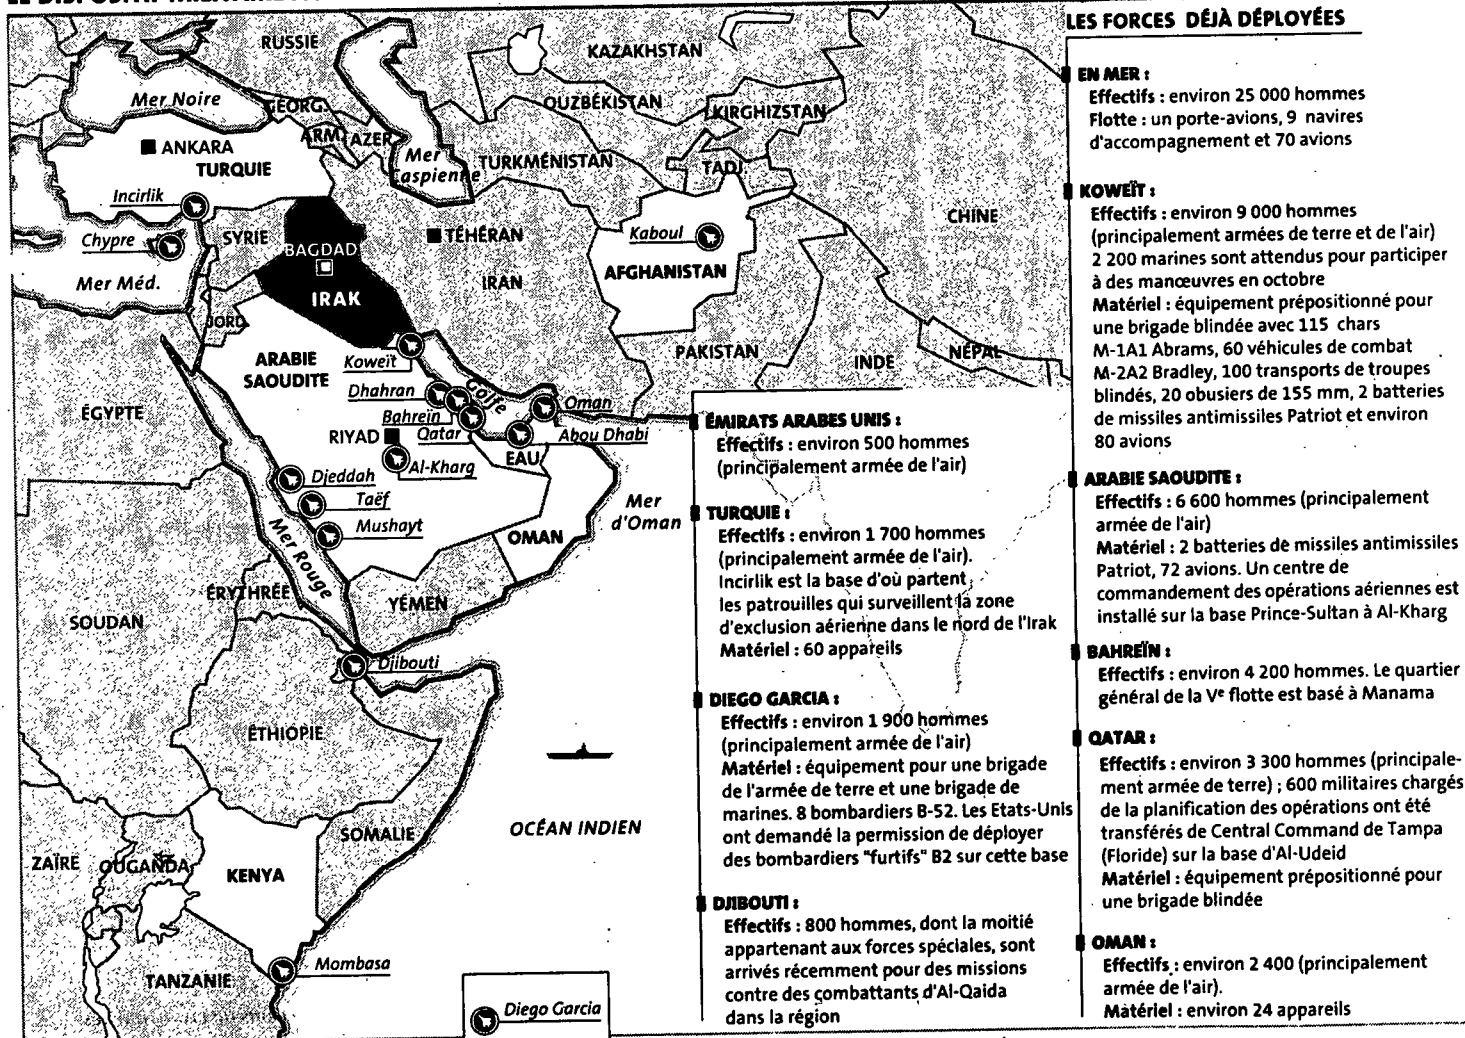 LES FORCES DÉJÀ DÉPLOYÉES
EN MER :
Effectifs : environ 25 000 hommes
Flotte : un porte-avions, 9 navires
d'accompagnement et 70 avions
KOWEÏT :
Effectifs : environ 9 000 hommes
(principalement armées de terre et de l'air)
2 200 marines sont attendus pour participer
à des manœuvres en octobre
Matériel : équipement prépositionné pour
une brigade blindée avec 115 chars
M-1A1 Abrams, 60 véhicules de combat
M-2A2 Bradley, 100 transports de troupes
blindés, 20 obusiers de 155 mm, 2 batteries
de missiles antimissiles Patriot et environ
80 avions
ARABIE SAOUDITE :
Effectifs : 6 600 hommes (principalement
armée de l'air)
Matériel : 2 batteries de missiles antimissiles
Patriot, 72 avions. Un centre de
commandement des opérations aériennes est
installé sur la base Prince-Sultan à Al-Kharg
BAHREÏN :
Effectifs : environ 4 200 hommes. Le quartier
général de la Ve flotte est basé à Manama
QATAR :
Effectifs : environ 3 300 hommes (principale-
ment armée de terre) ; 600 militaires chargés
de la planification des opérations ont été
transférés de Central Command de Tampa
(Floride) sur la base d'Al-Udeid
Matériel : équipement prépositionné pour
une brigade blindée
OMAN :
Effectifs : environ 2 400 (principalement
armée de l'air).
Matériel : environ 24 appareils
ÉMIRATS ARABES UNIS :
Effectifs : environ 500 hommes
(principalement armée de l'air)
TURQUIE :
Effectifs : environ 1 700 hommes
(principalement armée de l'air).
Incirlik est la base d'où partent
les patrouilles qui surveillent la zone
d'exclusion aérienne dans le nord de l'Irak
Matériel : 60 appareils
DIEGO GARCIA :
Effectifs : environ 1 900 hommes
(principalement armée de l'air)
Matériel : équipement pour une brigade
de l'armée de terre et une brigade de
marines. 8 bombardiers B-52. Les Etats-Unis
ont demandé la permission de déployer
des bombardiers "furtifs" B2 sur cette base
DJIBOUTI :
Effectifs : 800 hommes, dont la moitié
appartenant aux forces spéciales, sont
arrivés récemment pour des missions
contre des combattants d'Al-Qaida
dans la région
RUSSIE
KAZAKHSTAN
Mer Noire
GÉORG.
OUZBÉKISTAN
KIRGHIZSTAN
ARM.
AZER.
ANKARA
TURQUIE
Mer
Caspienne
TURKMÉNISTAN
TADJ.
Incirlik
CHINE
Chypre
SYRIE
BAGDAD
TÉHÉRAN
Kaboul
AFGHANISTAN
Mer Méd.
IRAK
IRAN
JORD.
ARABIE
SAOUDITE
Koweït
PAKISTAN
INDE
NÉPAL
ÉGYPTE
Dhahran
Golfe
Bahreïn
Oman
RIYAD
Qatar
Abou Dhabi
EAU
Al-Kharg
Djeddah
Taëf
Mushayt
Mer
d'Oman
Mer Rouge
OMAN
ÉRYTHRÉE
YÉMEN
SOUDAN
Djibouti
ÉTHIOPIE
OCÉAN INDIEN
SOMALIE
ZAÏRE
OUGANDA
KENYA
TANZANIE
Mombasa
Diego Garcia